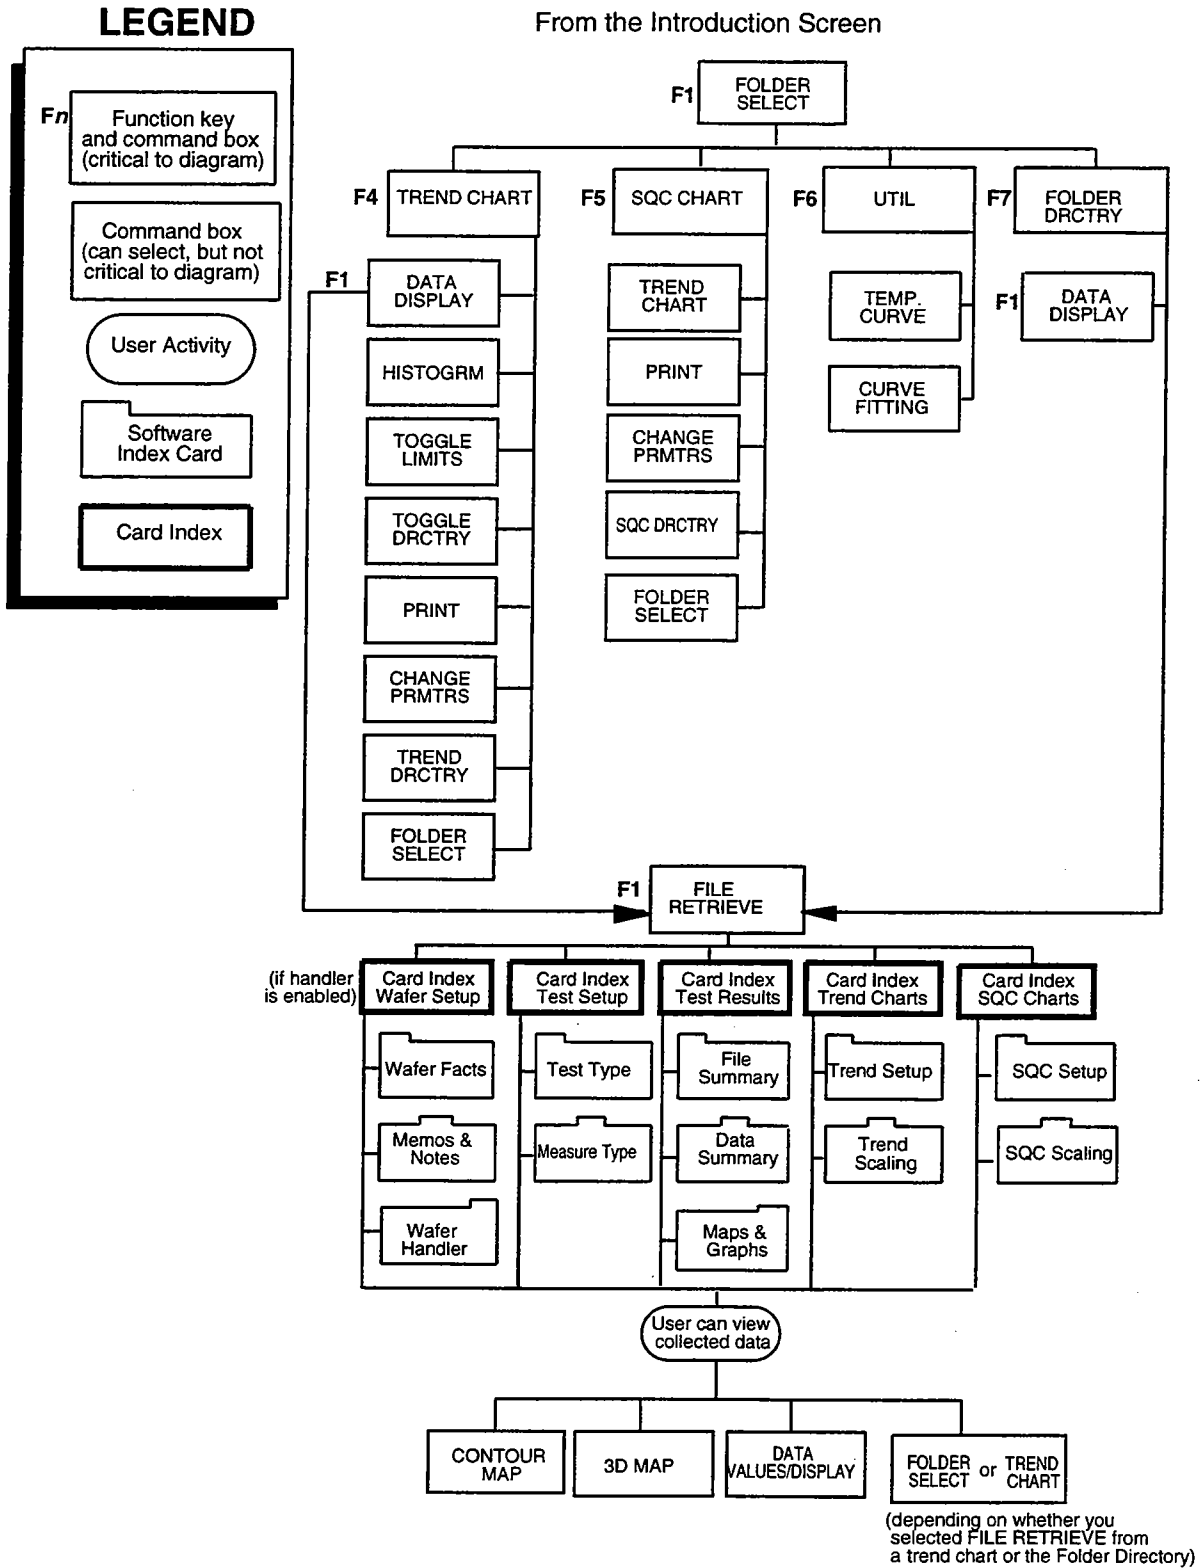 LEGEND
Fn
Function key
and command box
(critical to diagram)
Command box
(can select, but not
critical to diagram)
User Activity
Software
Index Card
Card Index
From the Introduction Screen
F1
FOLDER
SELECT
F4
TREND CHART
F5
SQC CHART
F6
UTIL
F7
FOLDER
DRCTRY
F1
DATA
DISPLAY
HISTOGRM
TOGGLE
LIMITS
TOGGLE
DRCTRY
PRINT
CHANGE
PRMTRS
TREND
DRCTRY
FOLDER
SELECT
TREND
CHART
PRINT
CHANGE
PRMTRS
SQC DRCTRY
FOLDER
SELECT
TEMP.
CURVE
CURVE
FITTING
F1
DATA
DISPLAY
F1
FILE
RETRIEVE
(if handler
is enabled)
Card Index
Wafer Setup
Card Index
Test Setup
Card Index
Test Results
Card Index
Trend Charts
Card Index
SQC Charts
Wafer Facts
Memos &
Notes
Wafer
Handler
Test Type
Measure Type
File
Summary
Data
Summary
Maps &
Graphs
Trend Setup
Trend
Scaling
SQC Setup
SQC Scaling
User can view
collected data
CONTOUR
MAP
3D MAP
DATA
VALUES/DISPLAY
FOLDER
SELECT
or
TREND
CHART
(depending on whether you
selected FILE RETRIEVE from
a trend chart or the Folder Directory)